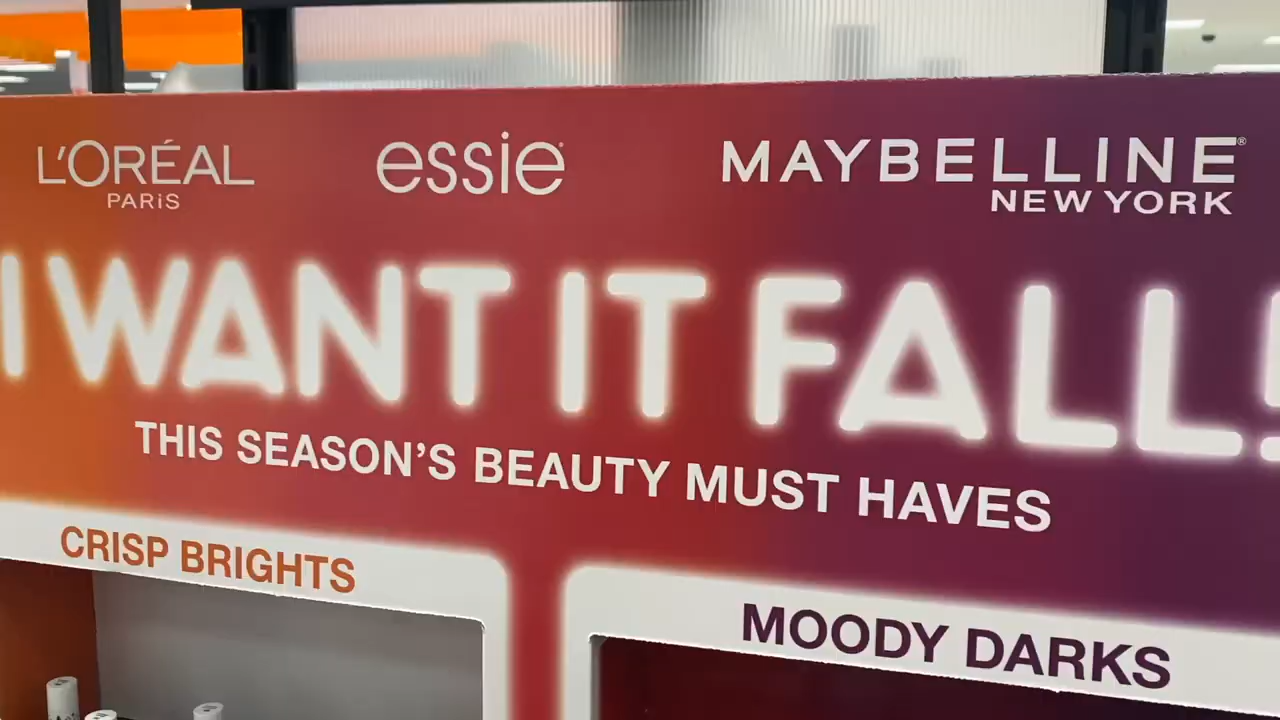 L'ORÉAL
PARiS
essie®
MAYBELLINE®
NEW YORK
I WANT IT FALL!
THIS SEASON'S BEAUTY MUST HAVES
CRISP BRIGHTS
MOODY DARKS